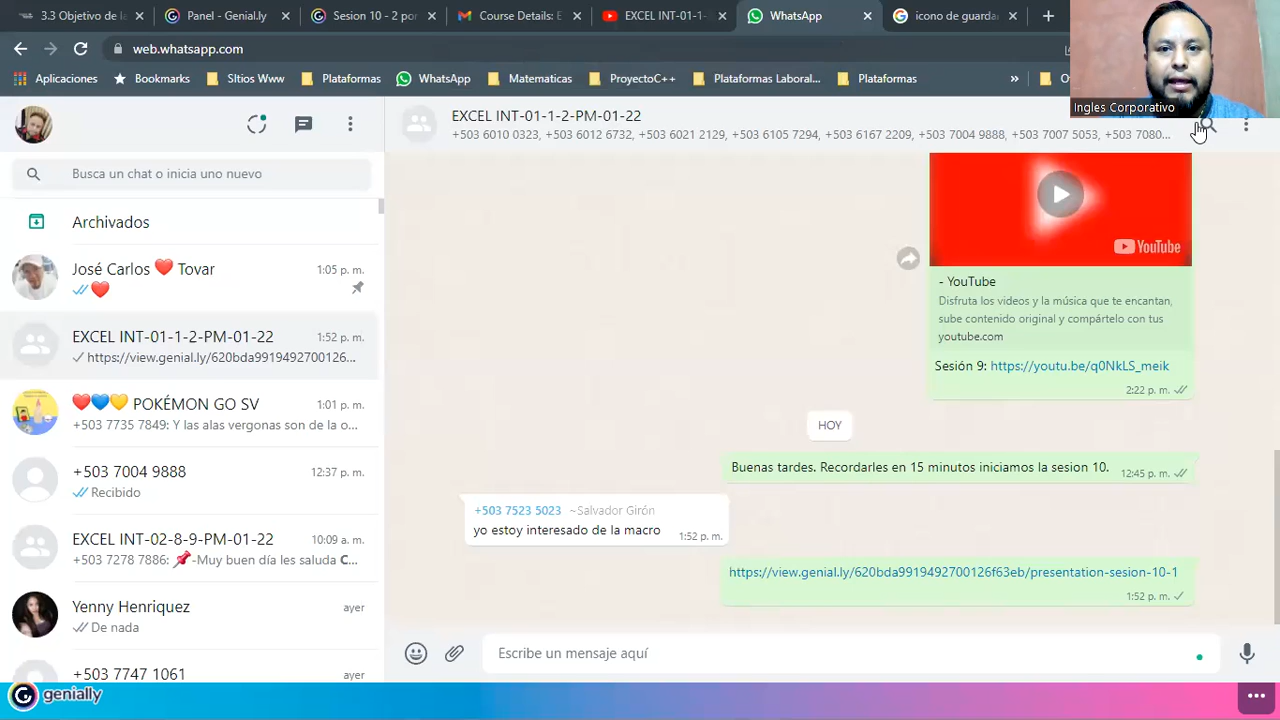 3.3 Objetivo de la
Panel - Genial.ly
Sesion 10 - 2 por
Course Details: E
EXCEL INT-01-1-
WhatsApp
icono de guarda
web.whatsapp.com
Aplicaciones
Bookmarks
SItios Www
Plataformas
WhatsApp
Matematicas
ProyectoC++
Plataformas Laboral...
Plataformas
»
Ingles Corporativo
EXCEL INT-01-1-2-PM-01-22
+503 6010 0323, +503 6012 6732, +503 6021 2129, +503 6105 7294, +503 6167 2209, +503 7004 9888, +503 7007 5053, +503 7080...
Busca un chat o inicia uno nuevo
Archivados
José Carlos ❤️ Tovar
1:05 p. m.
❤️
EXCEL INT-01-1-2-PM-01-22
1:52 p. m.
https://view.genial.ly/620bda9919492700126...
❤️💙💛 POKÉMON GO SV
1:01 p. m.
+503 7735 7849: Y las alas vergonas son de la o...
+503 7004 9888
12:37 p. m.
Recibido
EXCEL INT-02-8-9-PM-01-22
10:09 a. m.
+503 7278 7886: 📌-Muy buen día les saluda C...
Yenny Henriquez
ayer
De nada
+503 7747 1061
ayer
YouTube
- YouTube
Disfruta los videos y la música que te encantan,
sube contenido original y compártelo con tus
youtube.com
Sesión 9: https://youtu.be/q0NkLS_meik
2:22 p. m.
HOY
Buenas tardes. Recordarles en 15 minutos iniciamos la sesion 10.
12:45 p. m.
+503 7523 5023 ~Salvador Girón
yo estoy interesado de la macro
1:52 p. m.
https://view.genial.ly/620bda9919492700126f63eb/presentation-sesion-10-1
1:52 p. m.
Escribe un mensaje aquí
genially